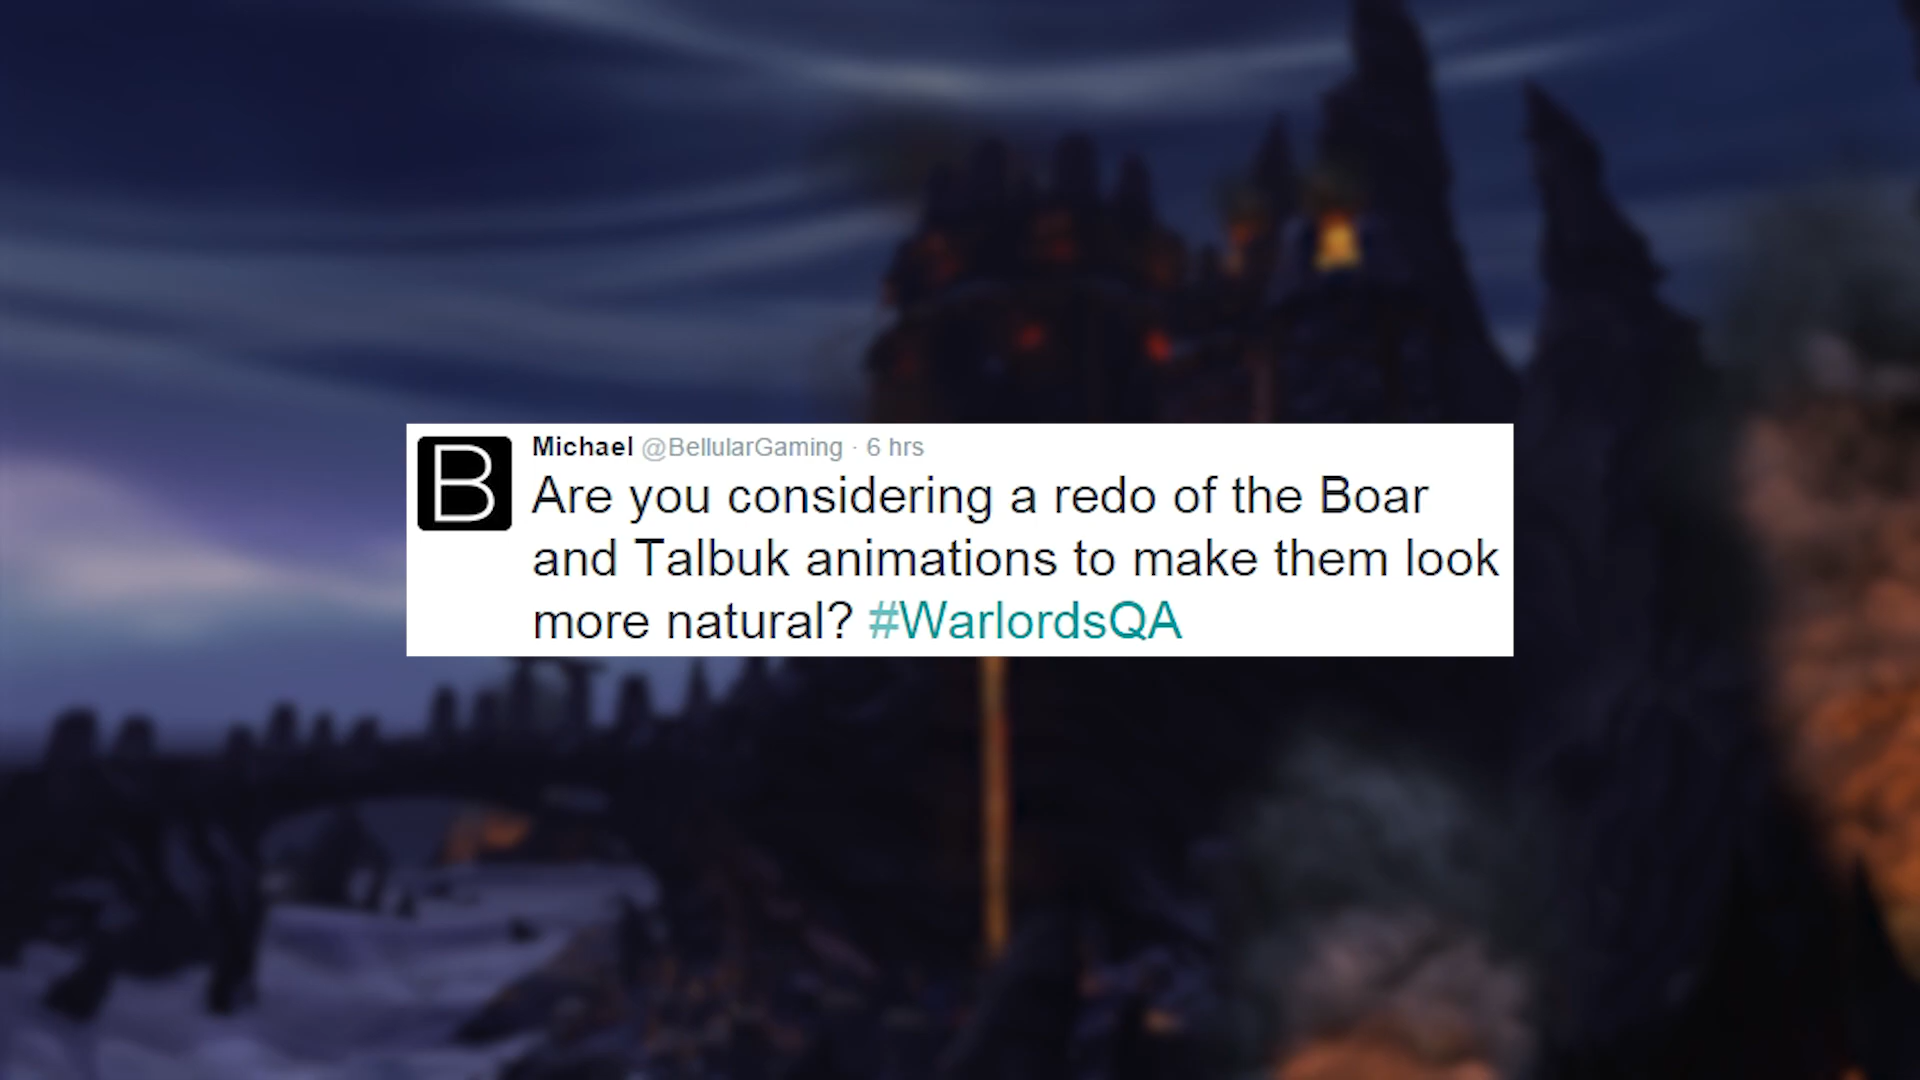 B
Michael @BellularGaming · 6 hrs
Are you considering a redo of the Boar
and Talbuk animations to make them look
more natural? #WarlordsQA